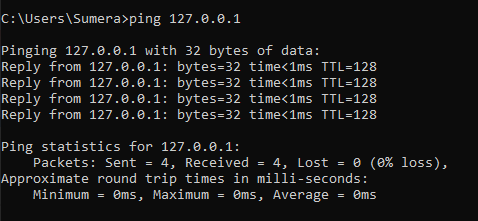 C:\Users\Sumera>ping 127.0.0.1
Pinging 127.0.0.1 with 32 bytes of data:
Reply from 127.0.0.1: bytes=32 time<1ms TTL=128
Reply from 127.0.0.1: bytes=32 time<1ms TTL=128
Reply from 127.0.0.1: bytes=32 time<1ms TTL=128
Reply from 127.0.0.1: bytes=32 time<1ms TTL=128
Ping statistics for 127.0.0.1:
Packets: Sent = 4, Received = 4, Lost = 0 (0% loss),
Approximate round trip times in milli-seconds:
Minimum = 0ms, Maximum = 0ms, Average = 0ms